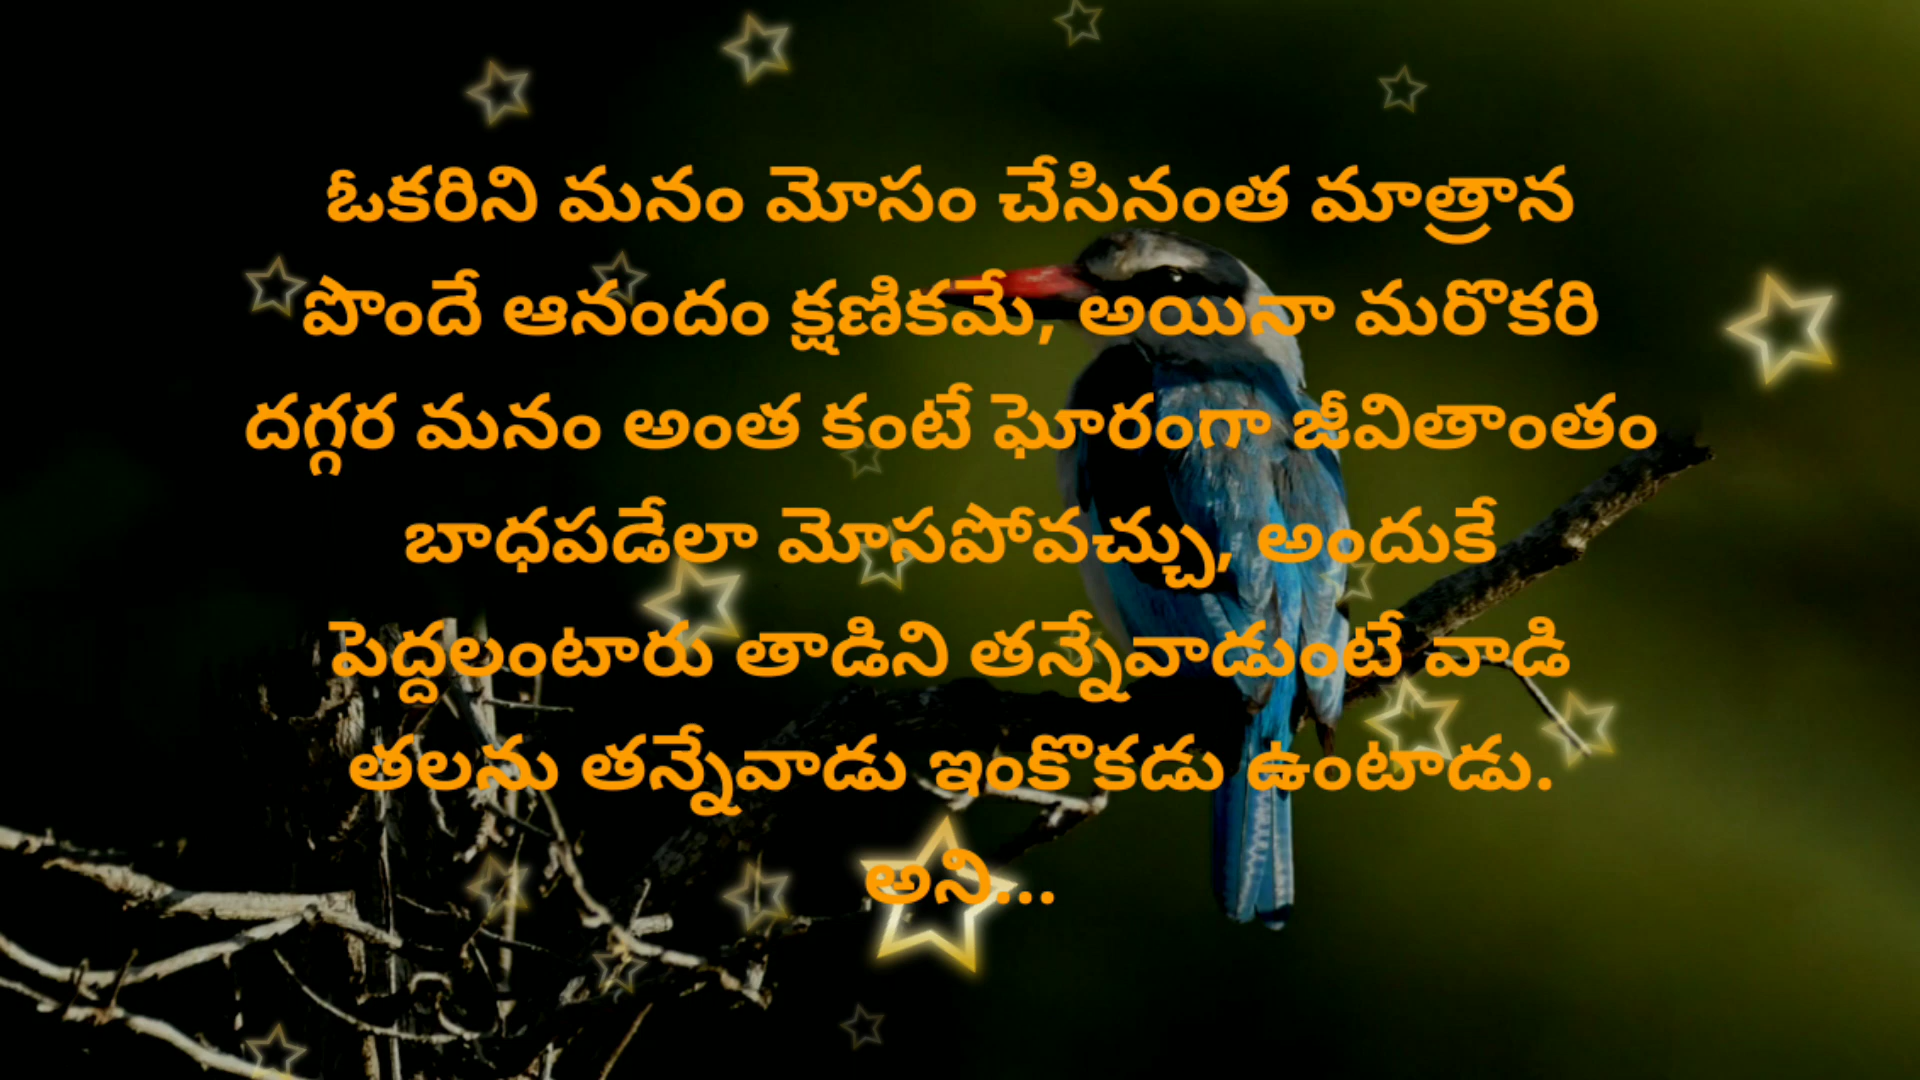 ఓకరిని మనం మోసం చేసినంత మాత్రాన
పొందే ఆనందం క్షణికమే, అయినా మరొకరి
దగ్గర మనం అంత కంటే ఘోరంగా జీవితాంతం
బాధపడేలా మోసపోవచ్చు, అందుకే
పెద్దలంటారు తాడిని తన్నేవాడుంటే వాడి
తలను తన్నేవాడు ఇంకొకడు ఉంటాడు.
అని...